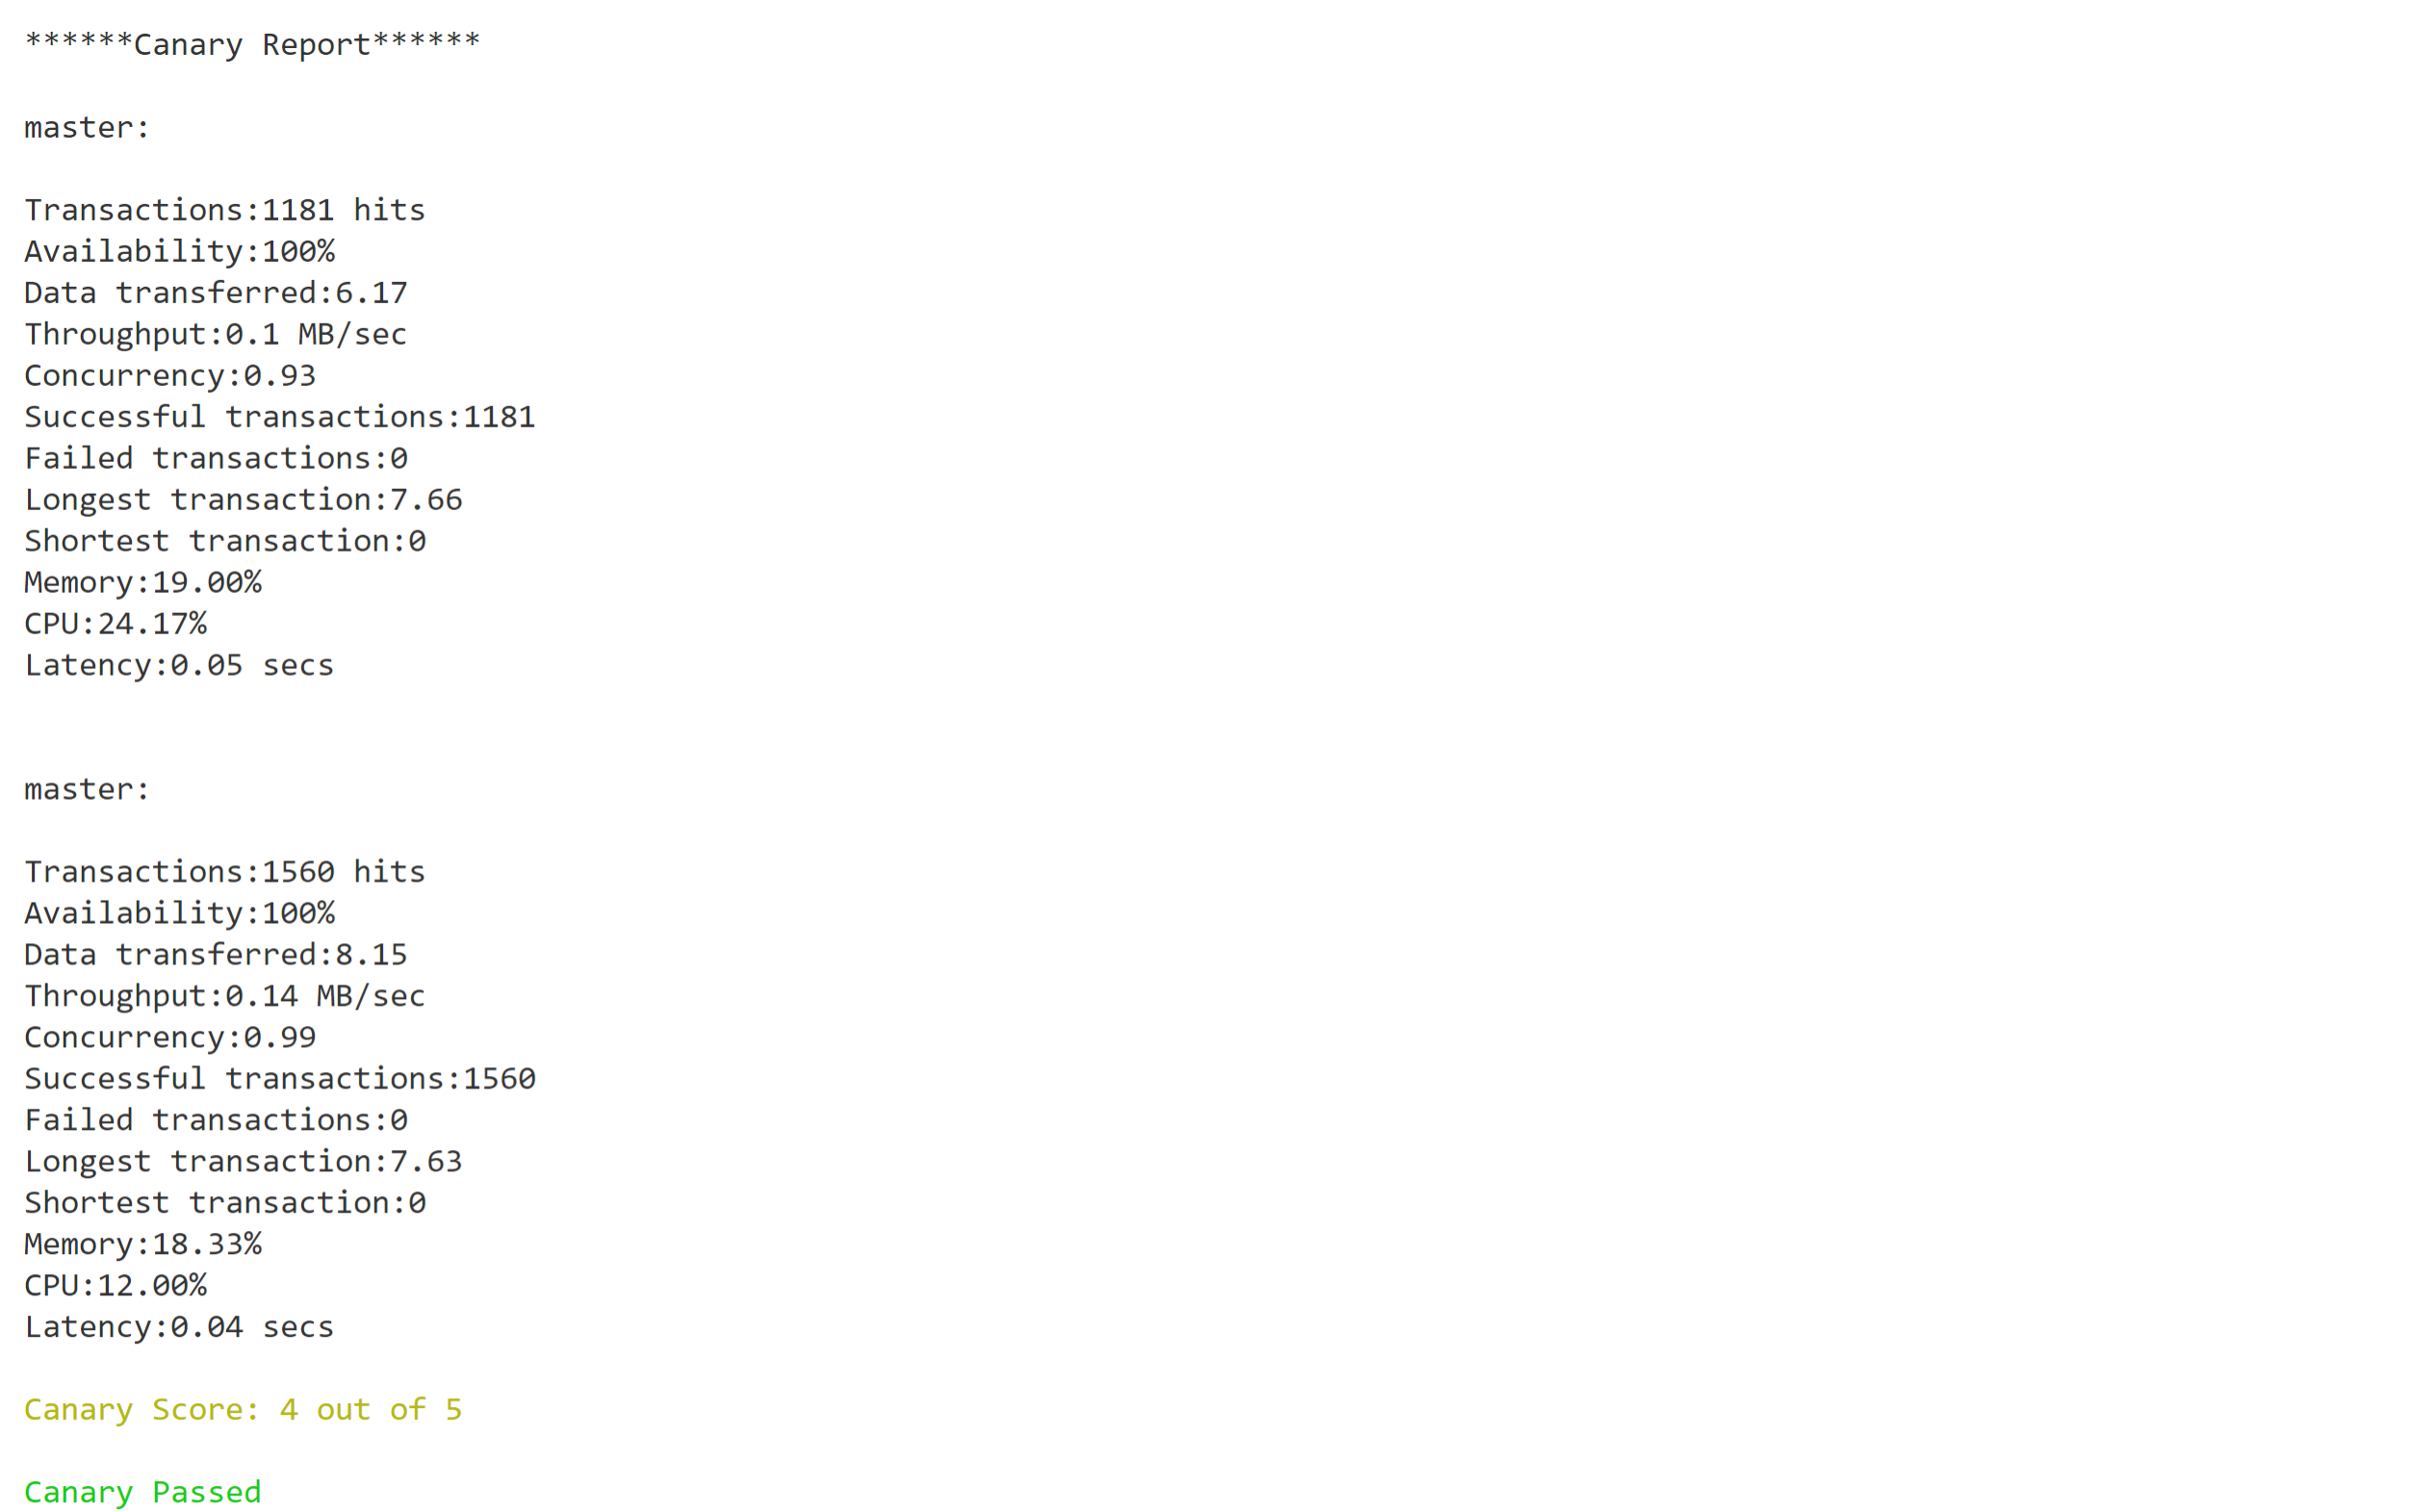 ******Canary Report******
master:
Transactions:1181 hits
Availability:100%
Data transferred:6.17
Throughput:0.1 MB/sec
Concurrency:0.93
Successful transactions:1181
Failed transactions:0
Longest transaction:7.66
Shortest transaction:0
Memory:19.00%
CPU:24.17%
Latency:0.05 secs
master:
Transactions:1560 hits
Availability:100%
Data transferred:8.15
Throughput:0.14 MB/sec
Concurrency:0.99
Successful transactions:1560
Failed transactions:0
Longest transaction:7.63
Shortest transaction:0
Memory:18.33%
CPU:12.00%
Latency:0.04 secs
Canary Score: 4 out of 5
Canary Passed